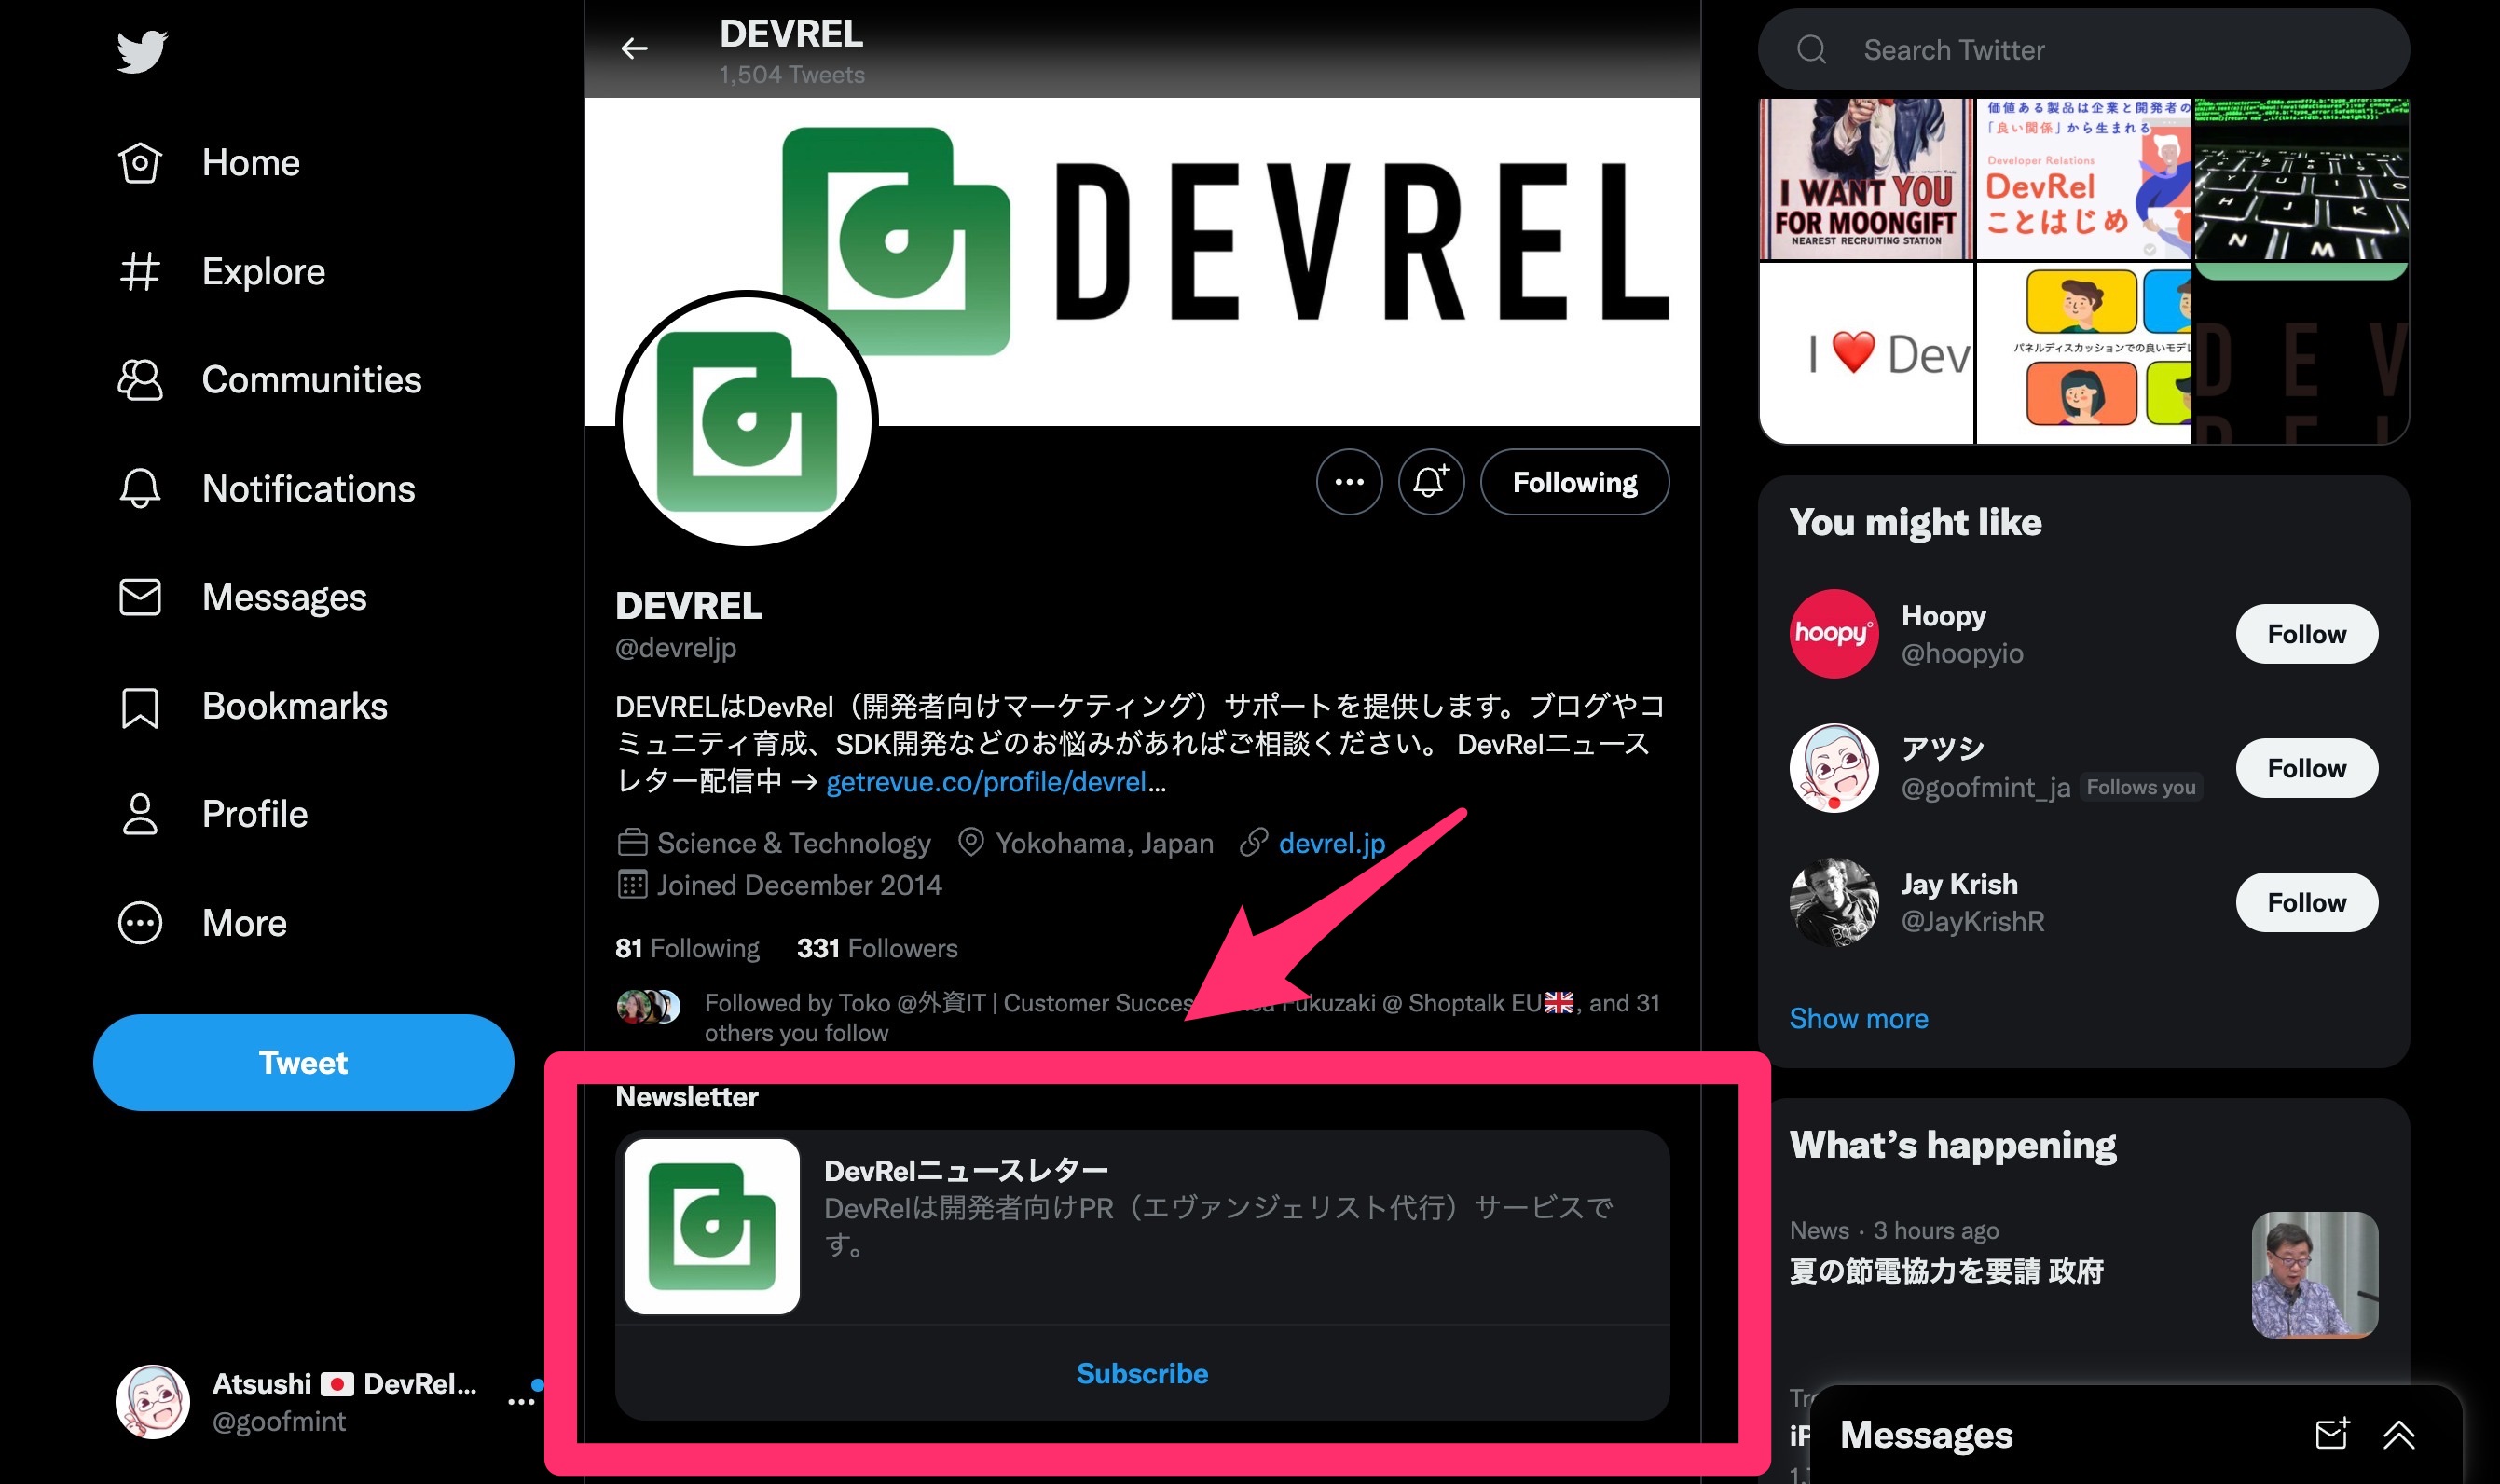 Home
Explore
Communities
Notifications
Messages
Bookmarks
Profile
More
Tweet
Atsushi 🇯🇵 DevRel...
@goofmint
DEVREL
1,504 Tweets
DEVREL
Following
DEVREL
@devreljp
DEVRELはDevRel（開発者向けマーケティング）サポートを提供します。ブログやコ
ミュニティ育成、SDK開発などのお悩みがあればご相談ください。 DevRelニュース
レター配信中 → getrevue.co/profile/devrel...
Science & Technology Yokohama, Japan devrel.jp
Joined December 2014
81 Following 331 Followers
Followed by Toko @外資IT | Customer Succes Fukuzaki @ Shoptalk EU🇬🇧, and 31
others you follow
Newsletter
DevRelニュースレター
DevRelは開発者向けPR（エヴァンジェリスト代行）サービスで
す。
Subscribe
Search Twitter
I WANT YOU
FOR MOONGIFT
NEAREST RECRUITING STATION
価値ある製品は企業と開発者の
「良い関係」から生まれる
Developer Relations
DevRel
ことはじめ
Y U I O
H J K
N M
I ❤️ Dev
パネルディスカッションでの良いモデレ
DEV
You might like
Hoopy
hoopy
@hoopyio
Follow
アツシ
@goofmint_ja Follows you
Follow
Jay Krish
@JayKrishR
Follow
Show more
What's happening
News · 3 hours ago
夏の節電協力を要請 政府
Messages